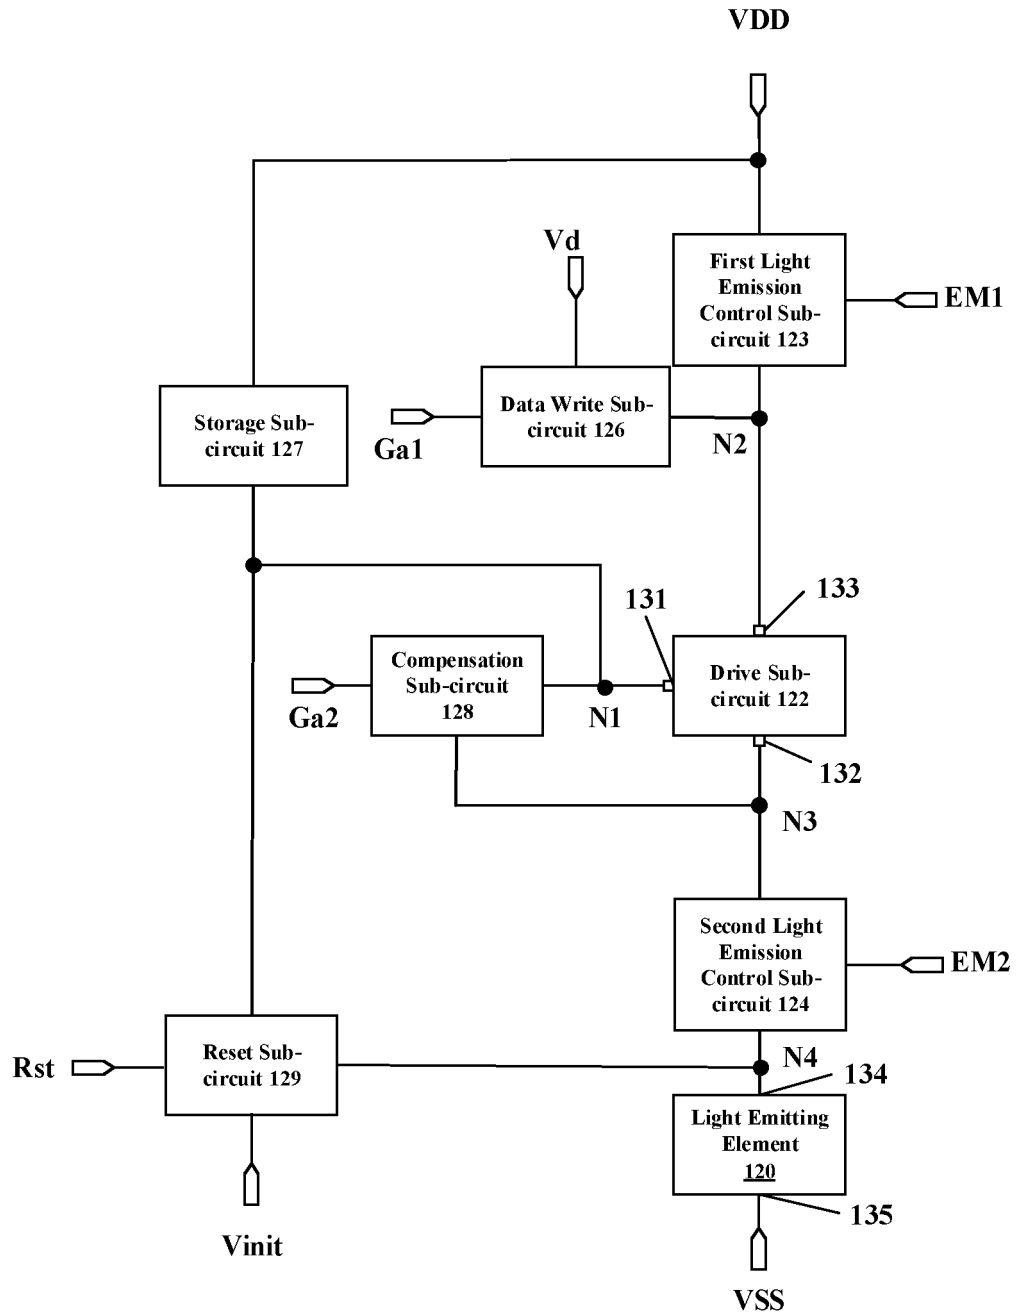 VDD
First Light
Emission
Control Sub-
circuit 123
EM1
Vd
Data Write Sub-
circuit 126
Ga1
N2
Storage Sub-
circuit 127
133
131
Compensation
Sub-circuit
128
Ga2
N1
Drive Sub-
circuit 122
132
N3
Second Light
Emission
Control Sub-
circuit 124
EM2
Rst
Reset Sub-
circuit 129
N4
134
Light Emitting
Element
120
135
Vinit
VSS